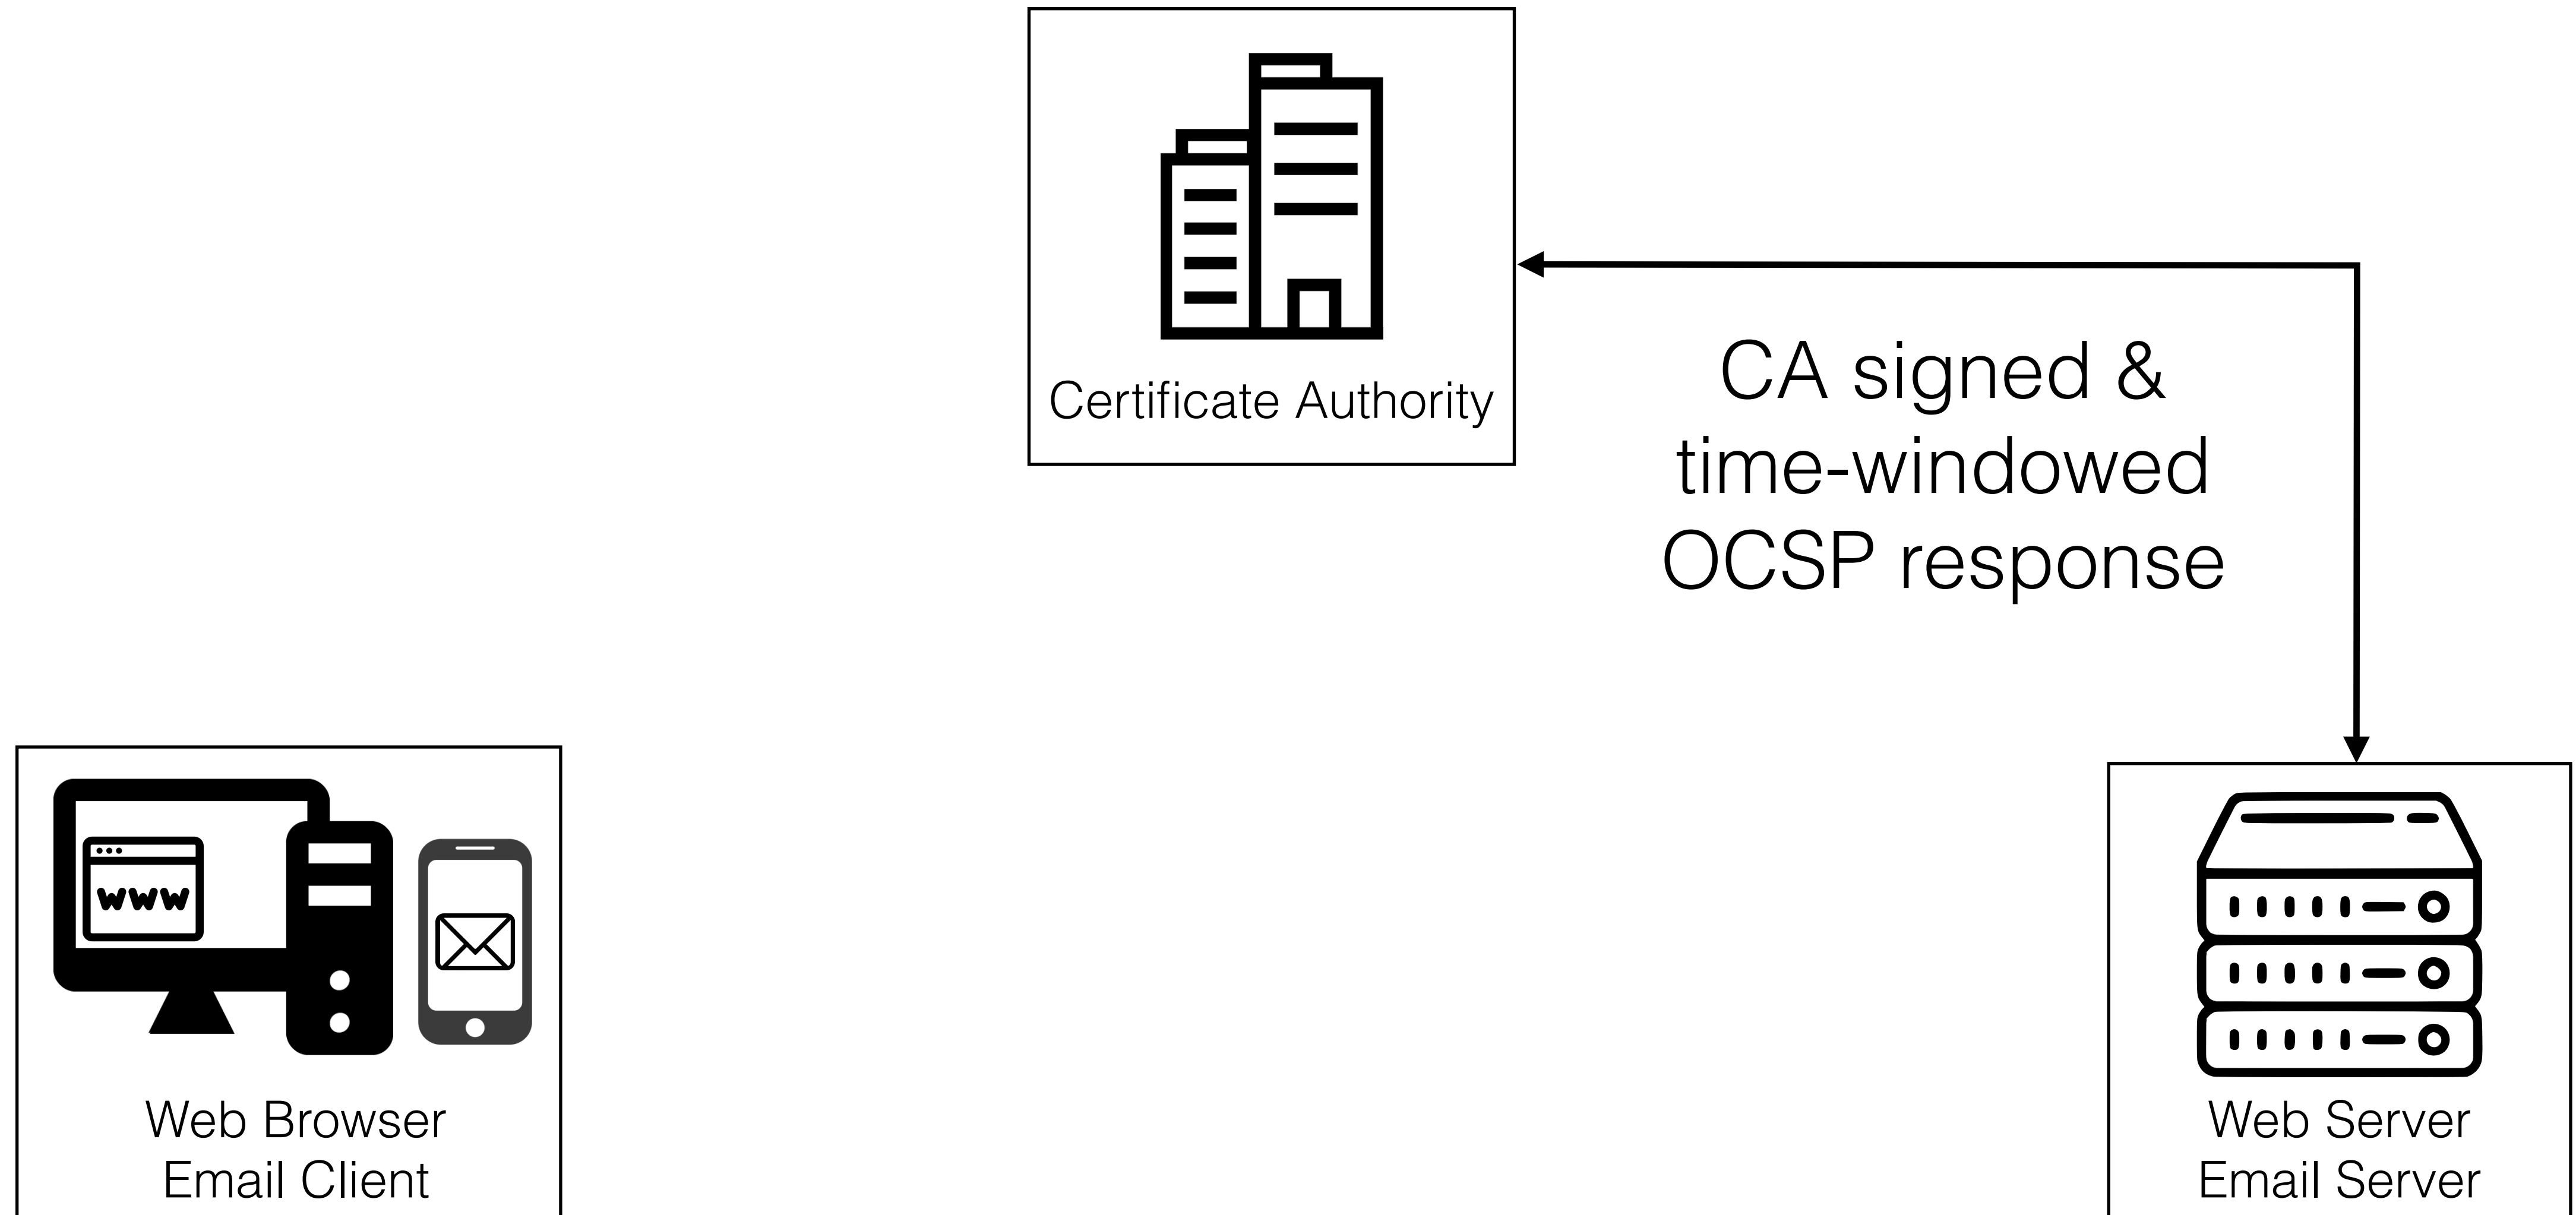 Certificate Authority
CA signed &
time-windowed
OCSP response
www
Web Browser
Email Client
Web Server
Email Server